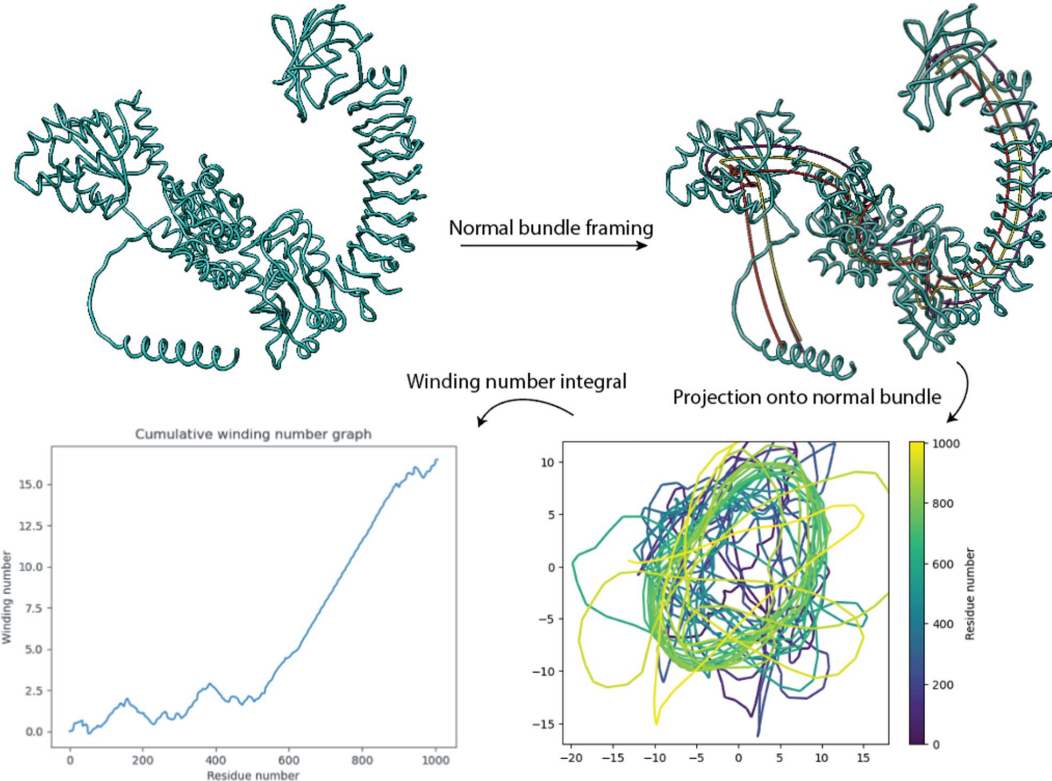 Normal bundle framing
Winding number integral
Projection onto normal bundle
Cumulative winding number graph
Winding number
15.0
12.5
10.0
7.5
5.0
2.5
0.0
0 200 400 600 800 1000
Residue number
10
5
0
−5
−10
−15
−20 −15 −10 −5 0 5 10 15
1000
800
600
400
200
0
Residue number